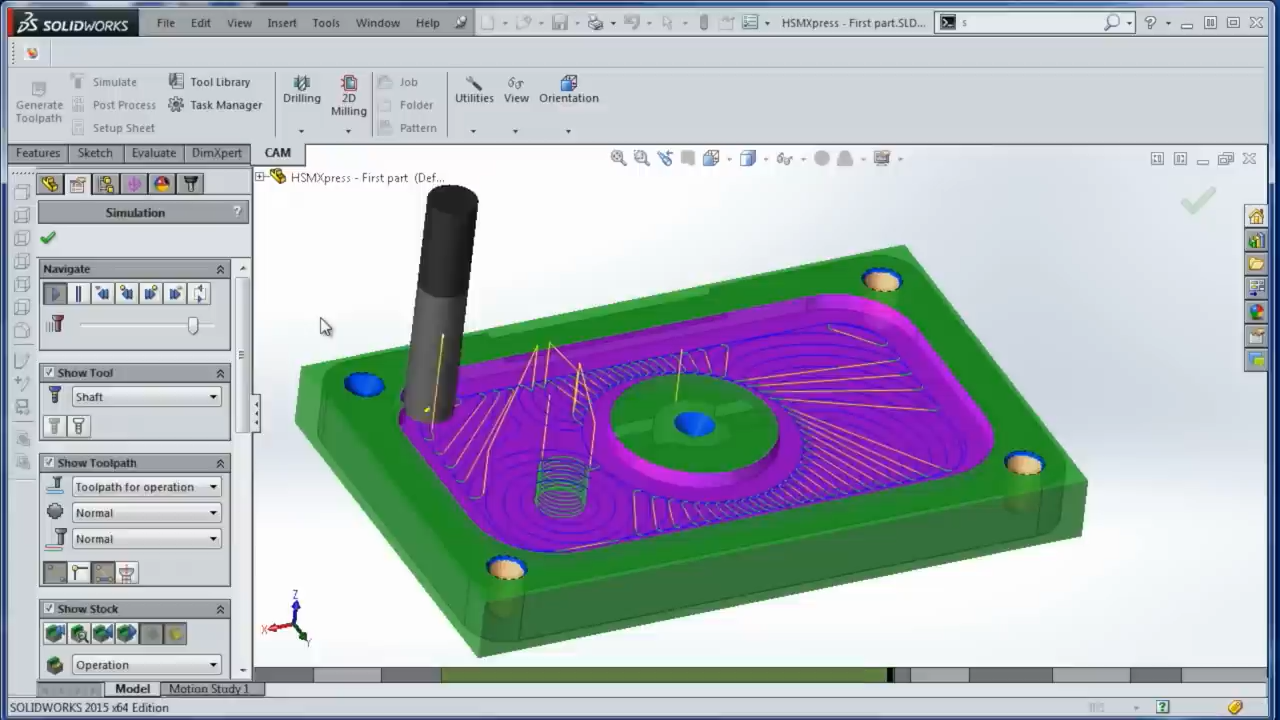 SOLIDWORKS File Edit View Insert Tools Window Help HSMXpress - First part.SLD... s
Generate Toolpath
Simulate
Post Process
Setup Sheet
Tool Library
Task Manager
Drilling
2D Milling
Job
Folder
Pattern
Utilities
View
Orientation
Features Sketch Evaluate DimXpert CAM
HSMXpress - First part (Def...
Simulation ?
Navigate
Show Tool
Shaft
Show Toolpath
Toolpath for operation
Normal
Normal
Show Stock
Operation
Z
X
Y
Model Motion Study 1
SOLIDWORKS 2015 x64 Edition